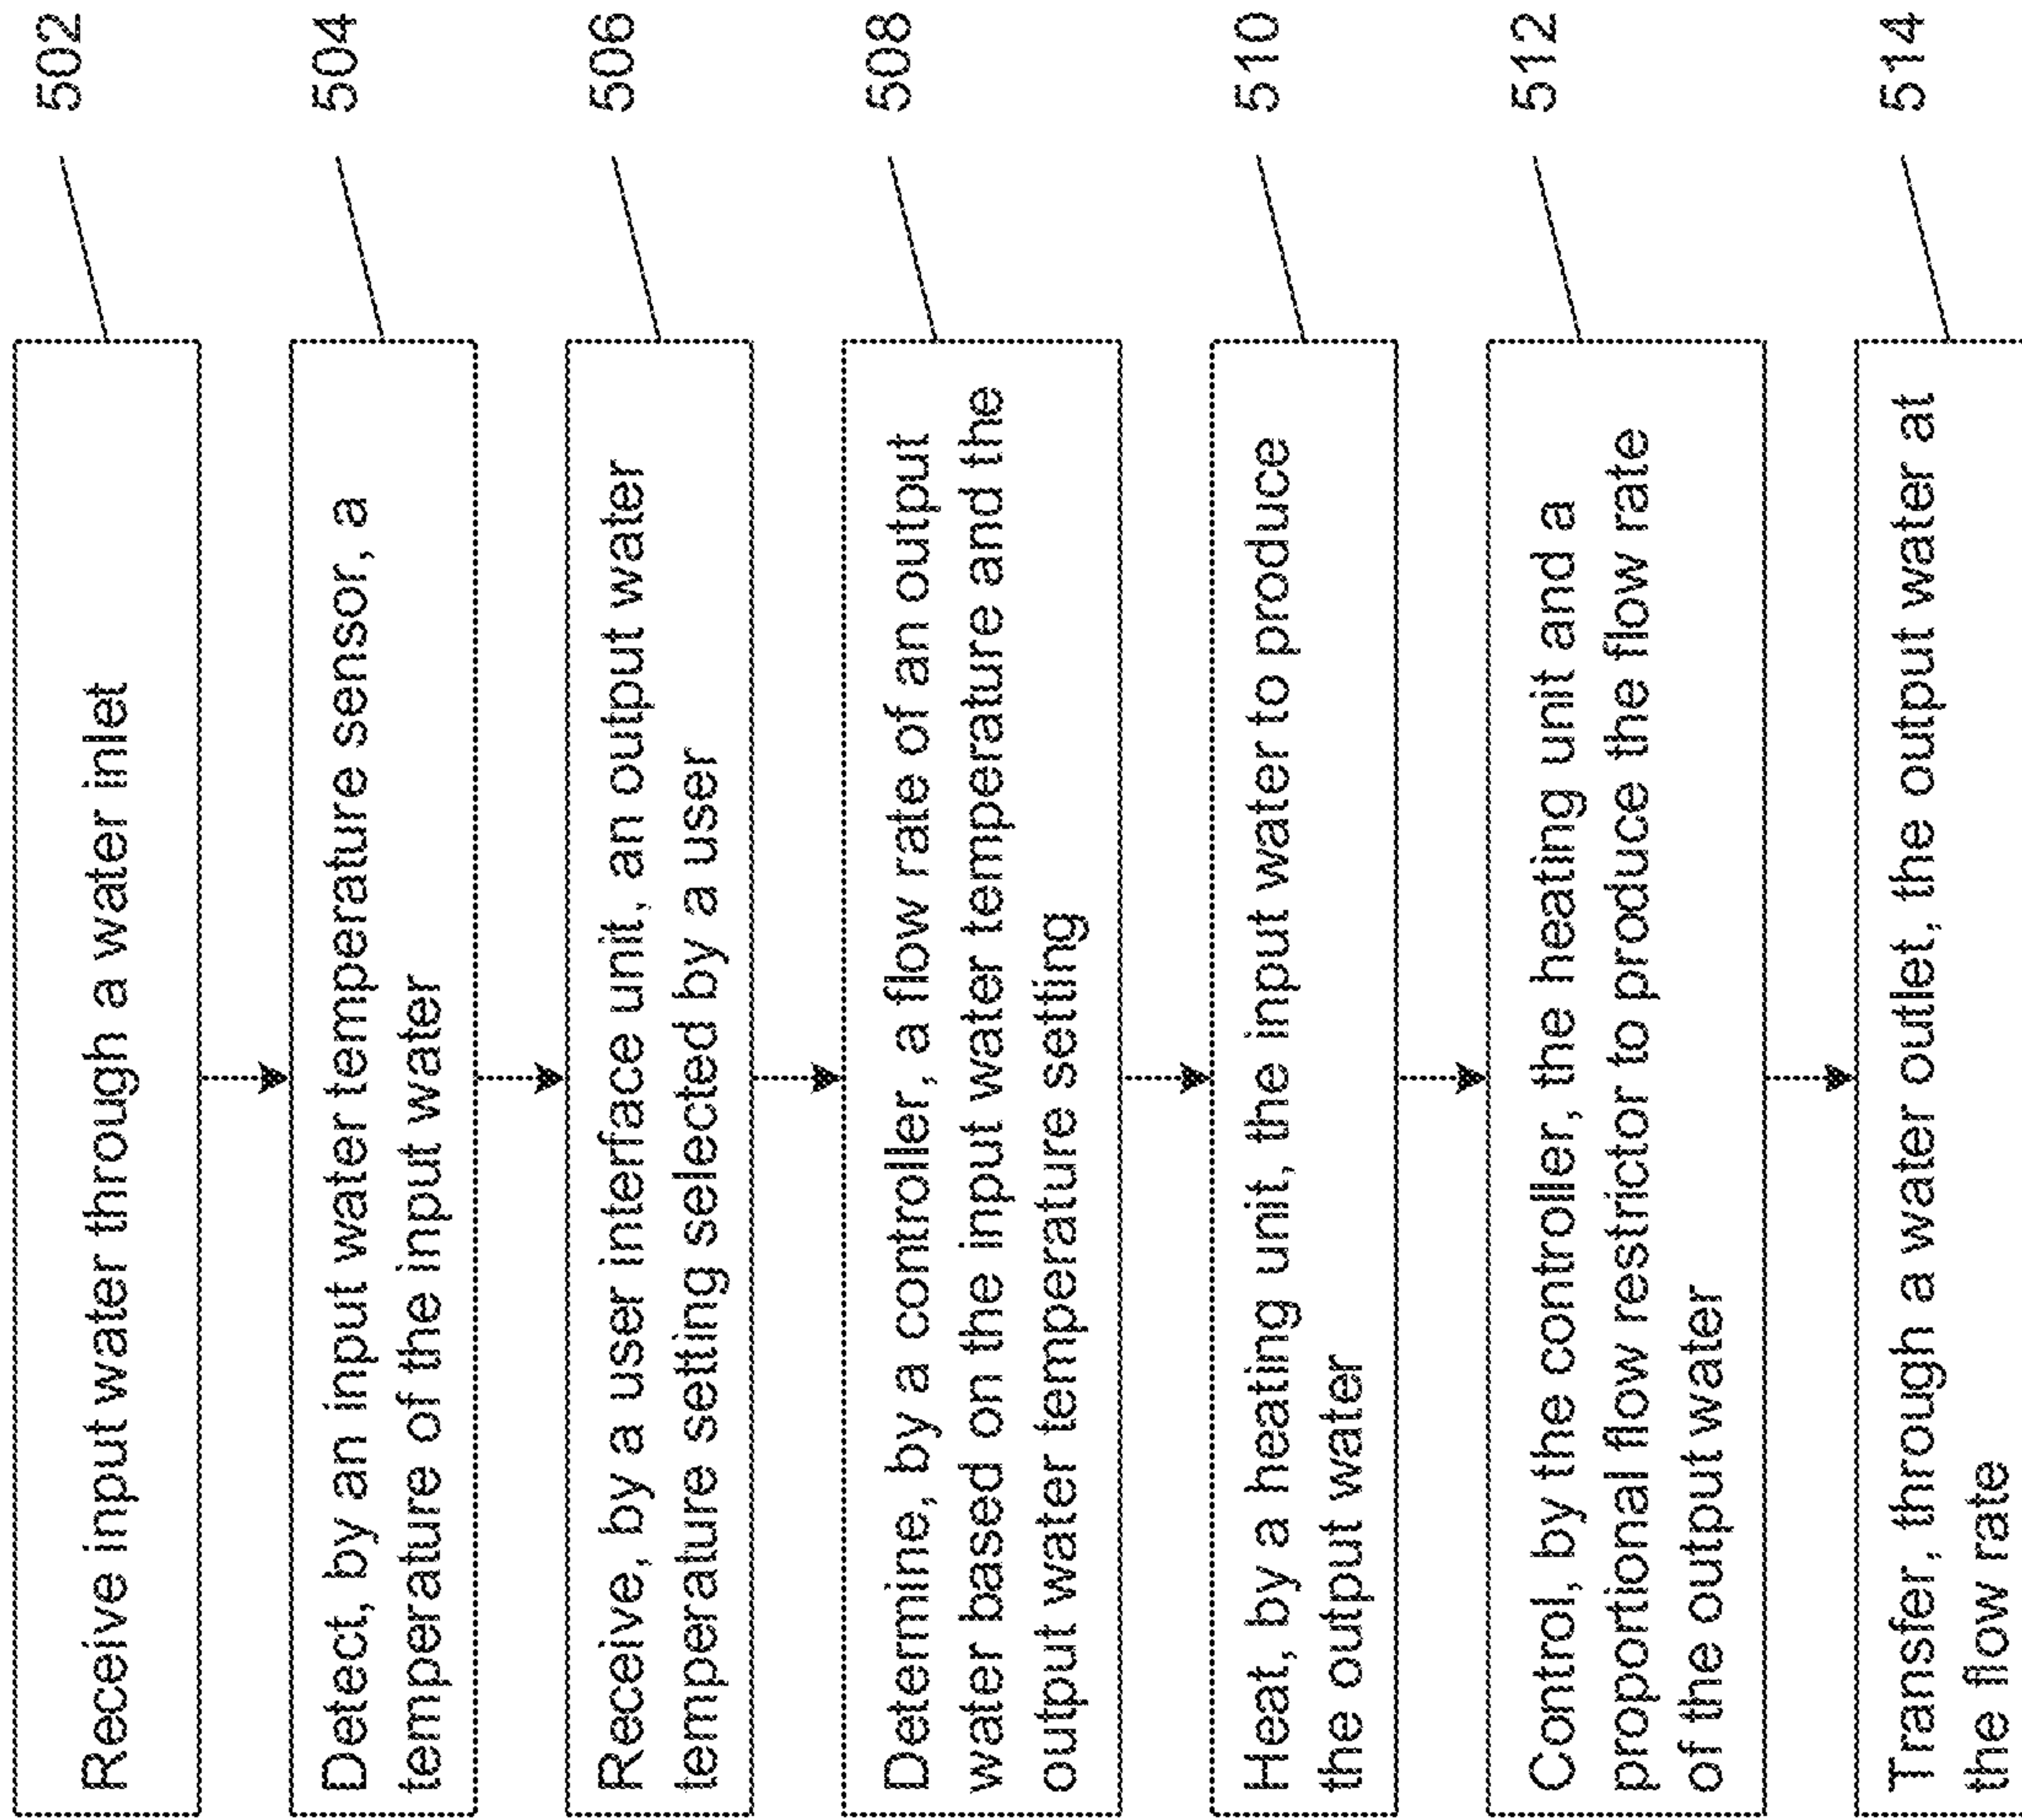 502
Receive input water through a water inlet
504
Detect, by an input water temperature sensor, a
temperature of the input water
506
Receive, by a user interface unit, an output water
temperature setting selected by a user
508
Determine, by a controller, a flow rate of an output
water based on the input water temperature and the
output water temperature setting
510
Heat, by a heating unit, the input water to produce
the output water
512
Control, by the controller, the heating unit and a
proportional flow restrictor to produce the flow rate
of the output water
514
Transfer, through a water outlet, the output water at
the flow rate